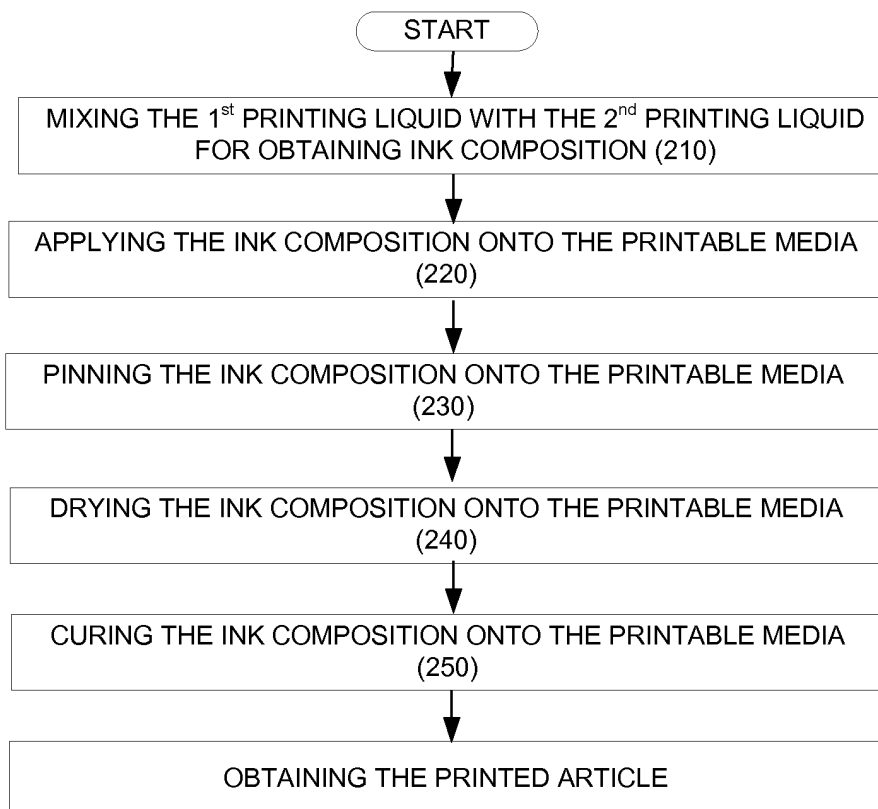 START
MIXING THE 1st PRINTING LIQUID WITH THE 2nd PRINTING LIQUID
FOR OBTAINING INK COMPOSITION (210)
APPLYING THE INK COMPOSITION ONTO THE PRINTABLE MEDIA
(220)
PINNING THE INK COMPOSITION ONTO THE PRINTABLE MEDIA
(230)
DRYING THE INK COMPOSITION ONTO THE PRINTABLE MEDIA
(240)
CURING THE INK COMPOSITION ONTO THE PRINTABLE MEDIA
(250)
OBTAINING THE PRINTED ARTICLE